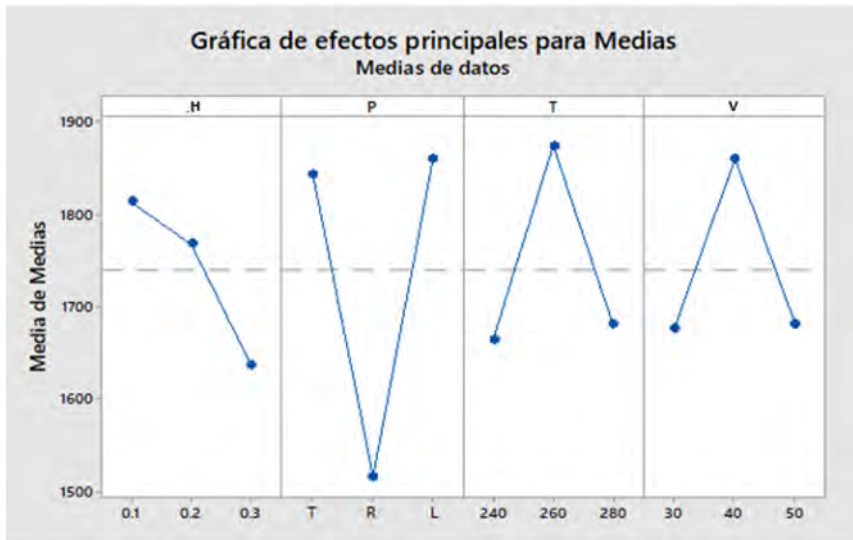 Gráfica de efectos principales para Medias
Medias de datos
.H P T V
1900
1800
1700
1600
1500
Media de Medias
0.1 0.2 0.3 T R L 240 260 280 30 40 50